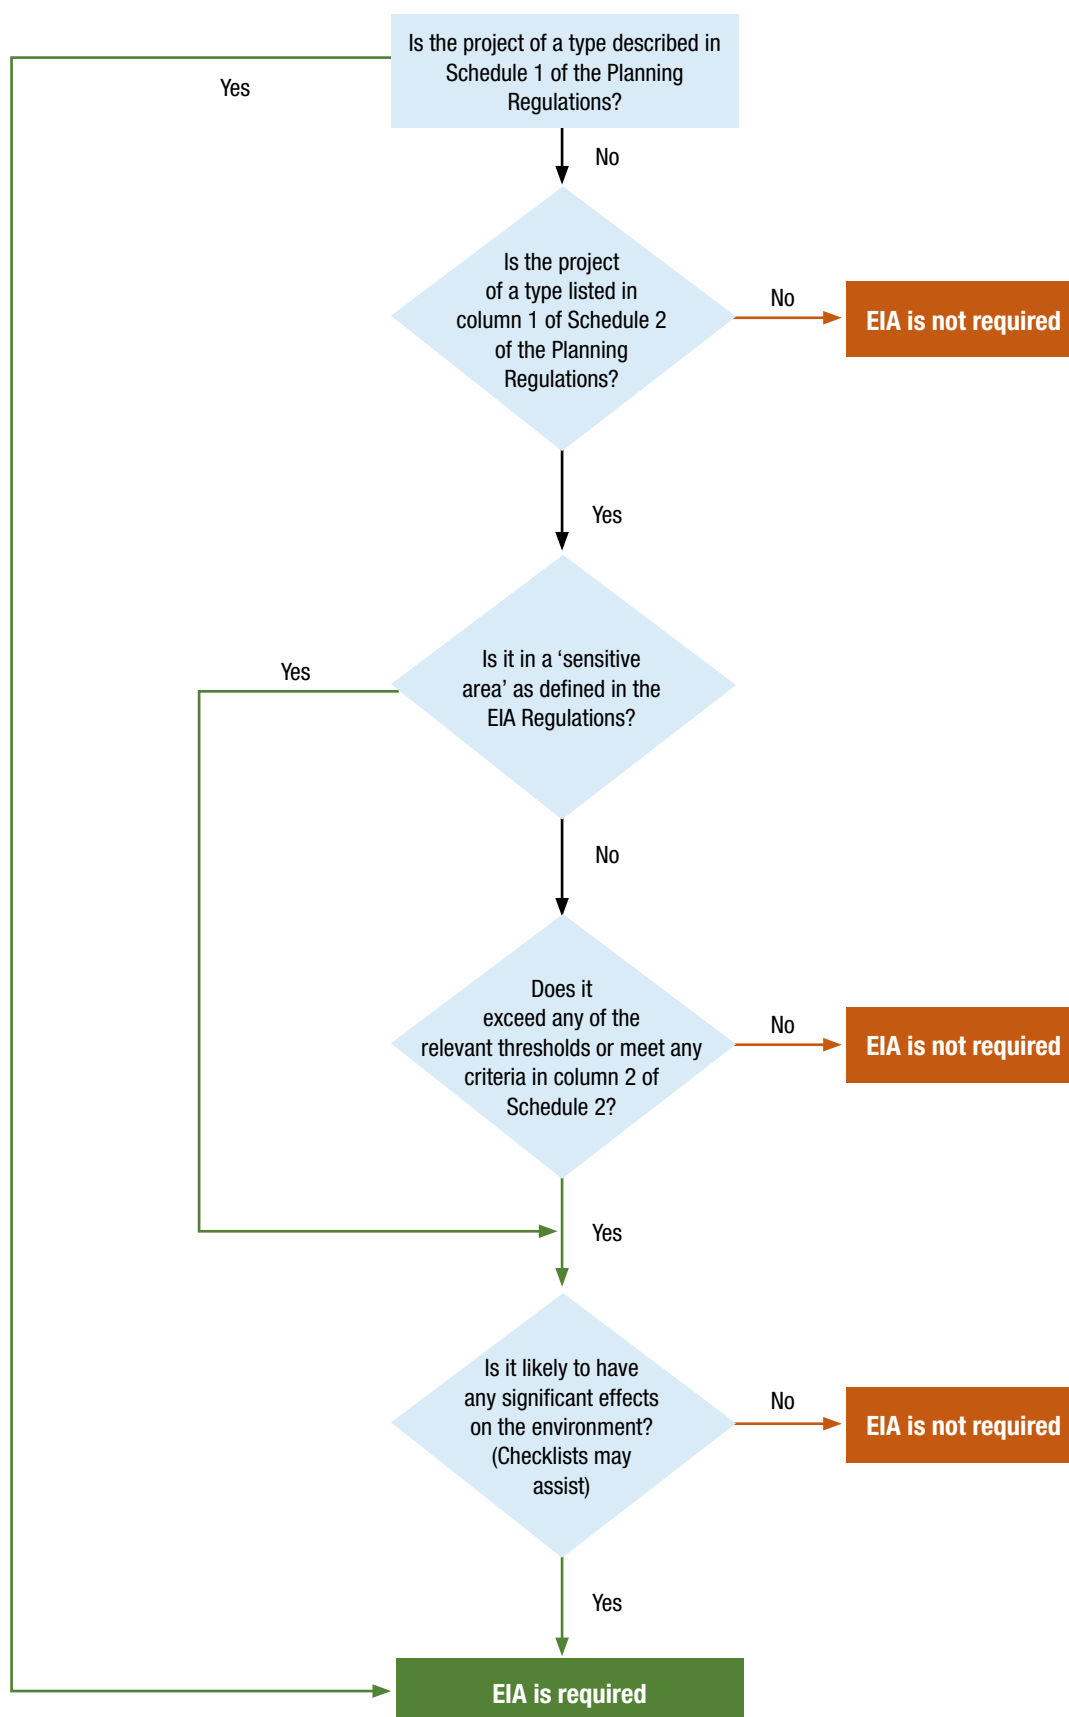 Is the project of a type described in
Schedule 1 of the Planning
Regulations?
Yes
No
Is the project
of a type listed in
column 1 of Schedule 2
of the Planning
Regulations?
No
EIA is not required
Yes
Is it in a ‘sensitive
area’ as defined in the
EIA Regulations?
Yes
No
Does it
exceed any of the
relevant thresholds or meet any
criteria in column 2 of
Schedule 2?
No
EIA is not required
Yes
Is it likely to have
any significant effects
on the environment?
(Checklists may
assist)
No
EIA is not required
Yes
EIA is required